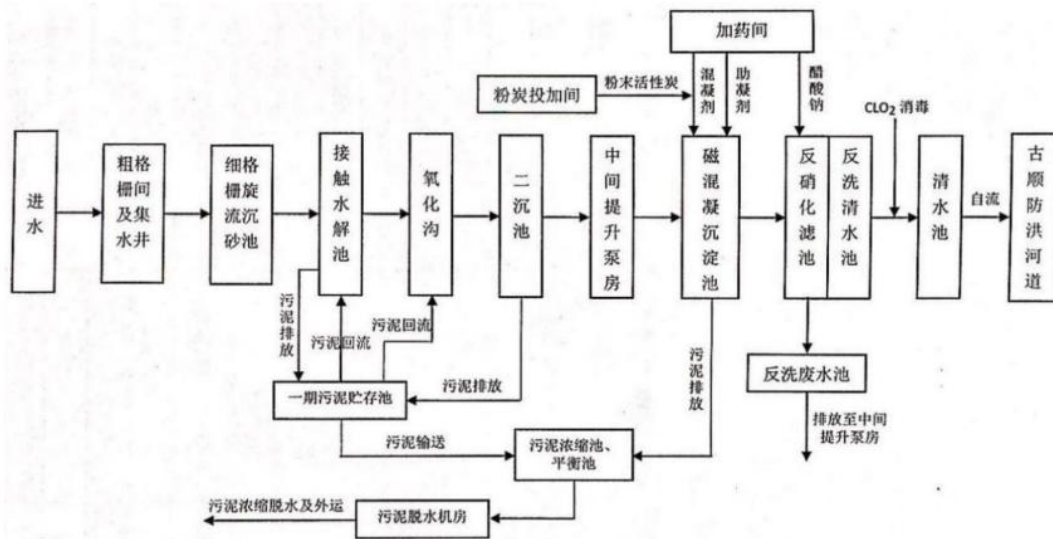 加药间
粉炭投加间
粉末活性炭
混凝剂
助凝剂
醋酸钠
CLO₂ 消毒
进水
粗格
栅间
及集
水井
细格
栅旋
流沉
砂池
接触水解池
氧化沟
二沉池
中间提升泵房
磁混凝沉淀池
反硝化滤池
反洗清水池
清水池
自流
古顺防洪河道
污泥排放
污泥回流
污泥回流
污泥排放
污泥排放
一期污泥贮存池
反洗废水池
排放至中间
提升泵房
污泥输送
污泥浓缩池、
平衡池
污泥浓缩脱水及外运
污泥脱水机房